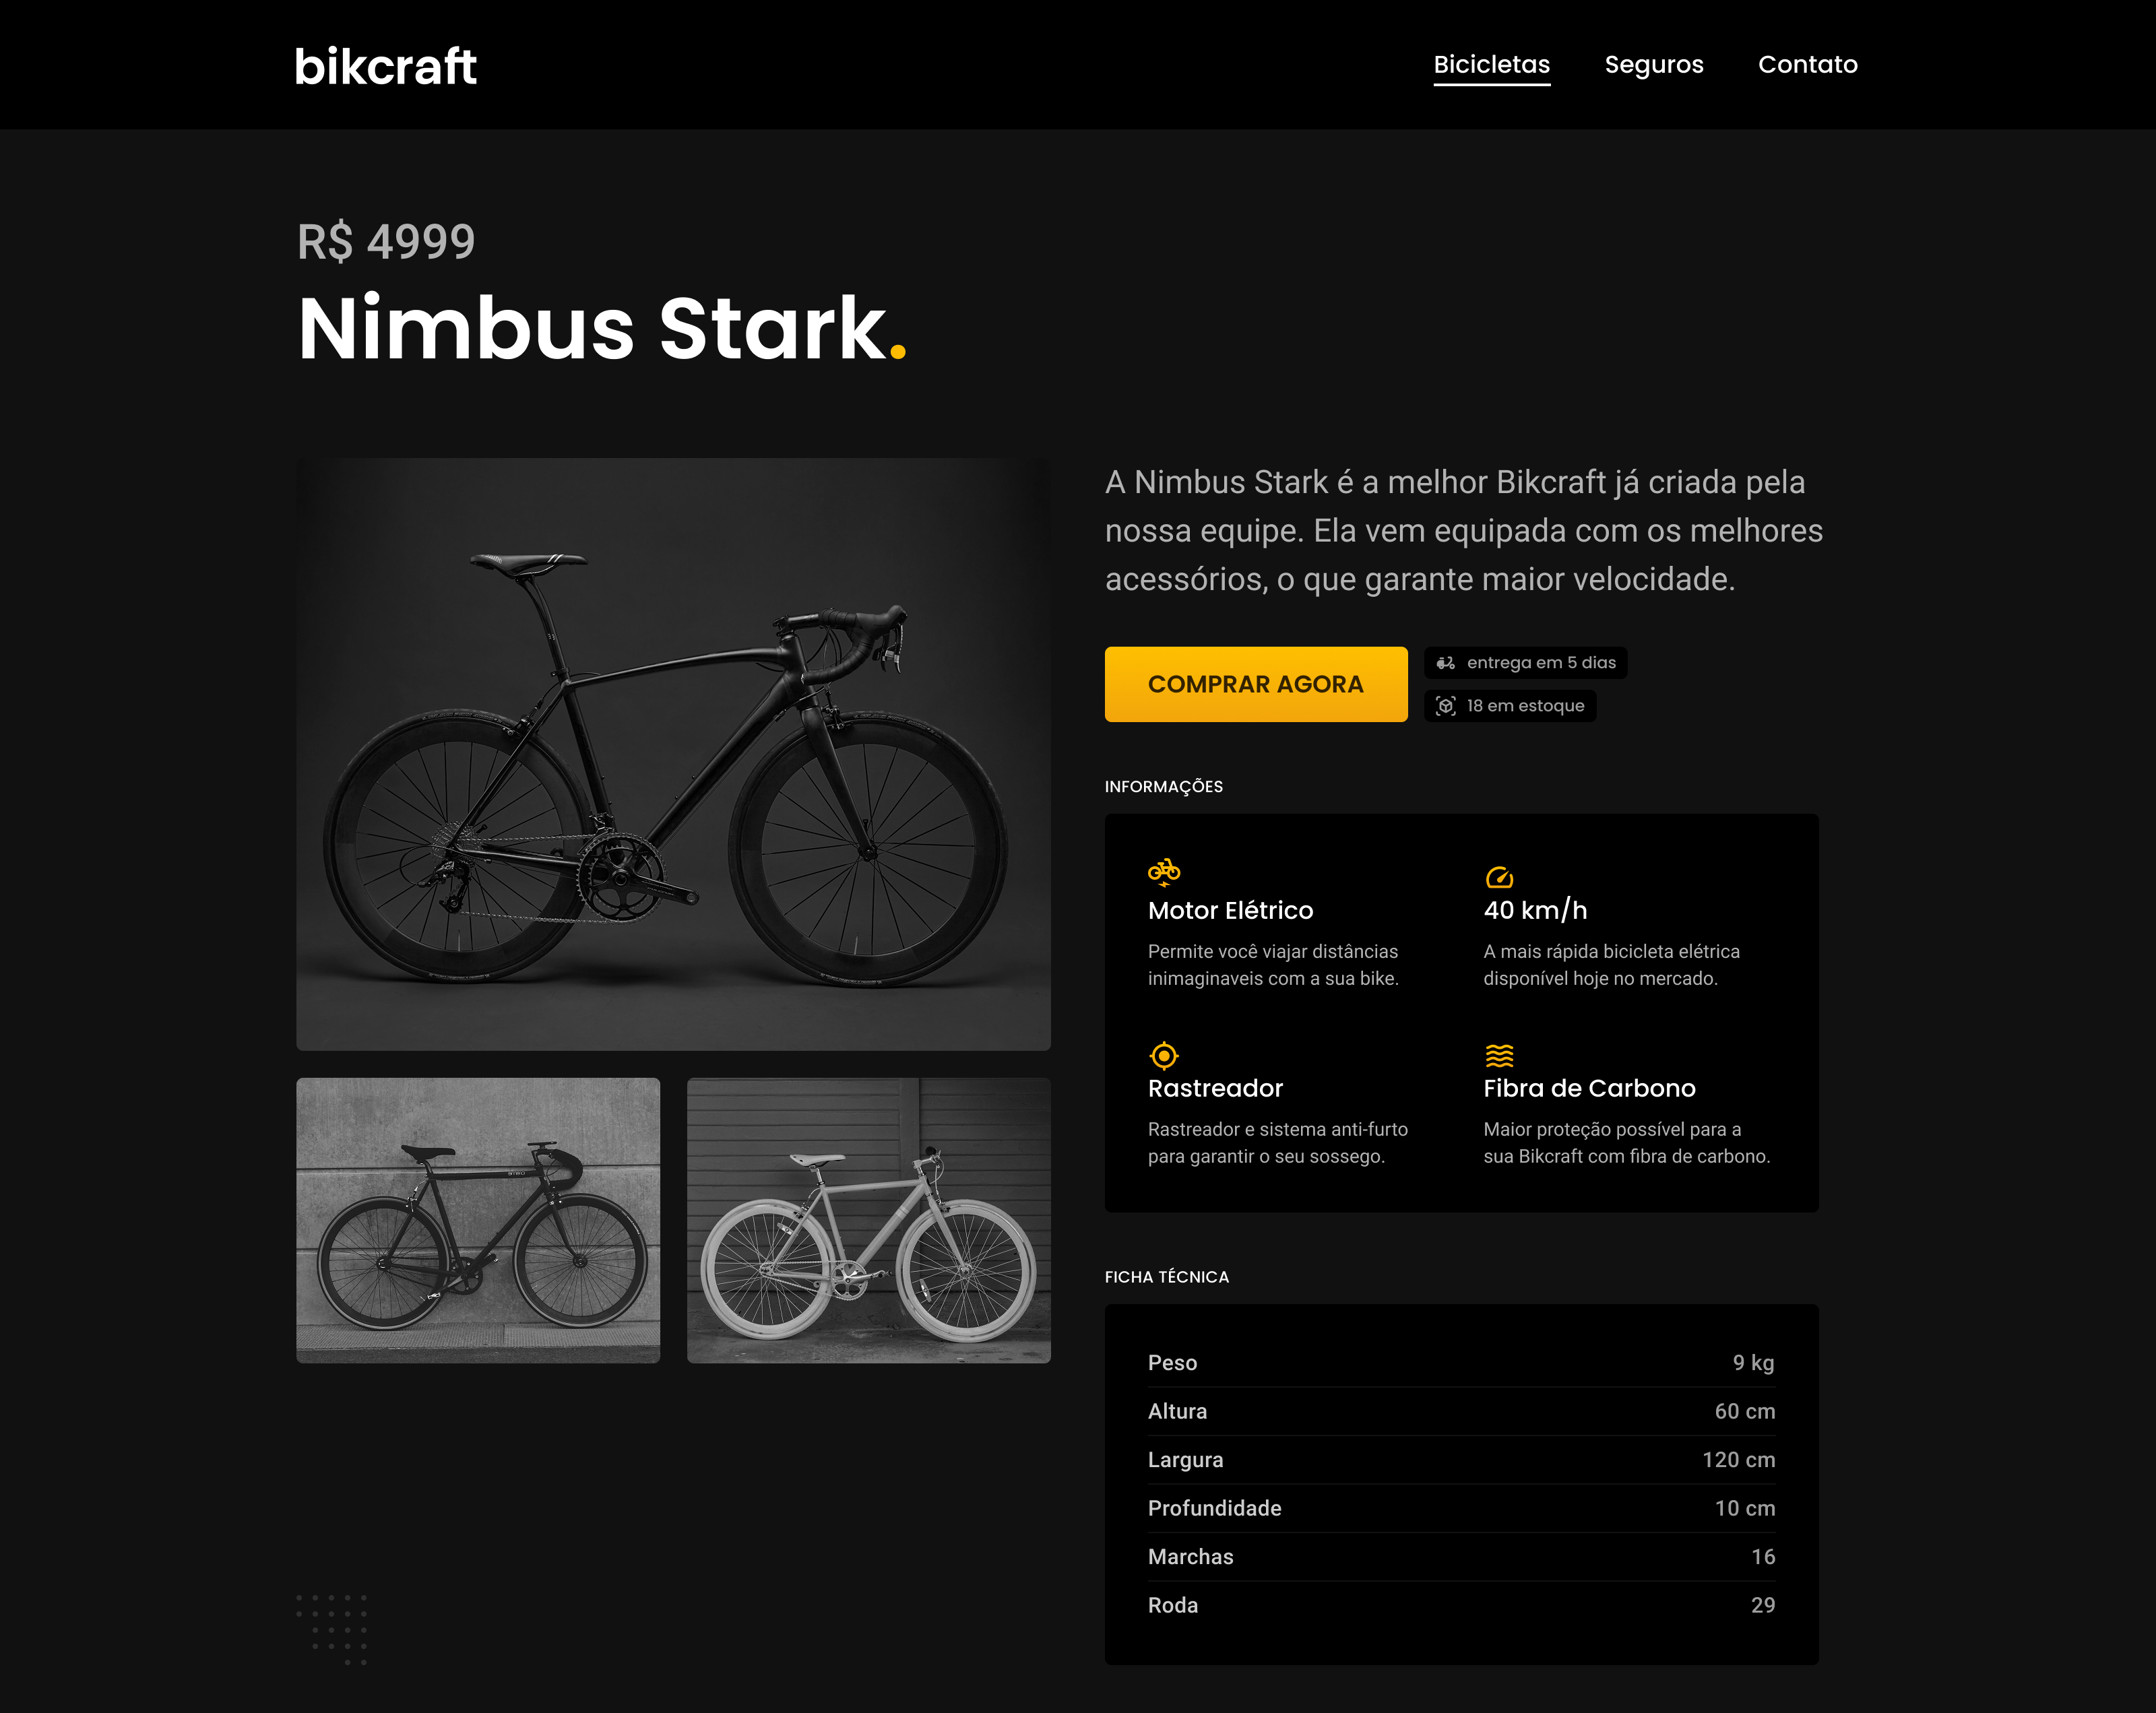 bikcraft
Bicicletas
Seguros
Contato
R$ 4999
Nimbus Stark.
A Nimbus Stark é a melhor Bikcraft já criada pela
nossa equipe. Ela vem equipada com os melhores
acessórios, o que garante maior velocidade.
COMPRAR AGORA
entrega em 5 dias
18 em estoque
INFORMAÇÕES
Motor Elétrico
Permite você viajar distâncias
inimaginaveis com a sua bike.
40 km/h
A mais rápida bicicleta elétrica
disponível hoje no mercado.
Rastreador
Rastreador e sistema anti-furto
para garantir o seu sossego.
Fibra de Carbono
Maior proteção possível para a
sua Bikcraft com fibra de carbono.
FICHA TÉCNICA
Peso 9 kg
Altura 60 cm
Largura 120 cm
Profundidade 10 cm
Marchas 16
Roda 29